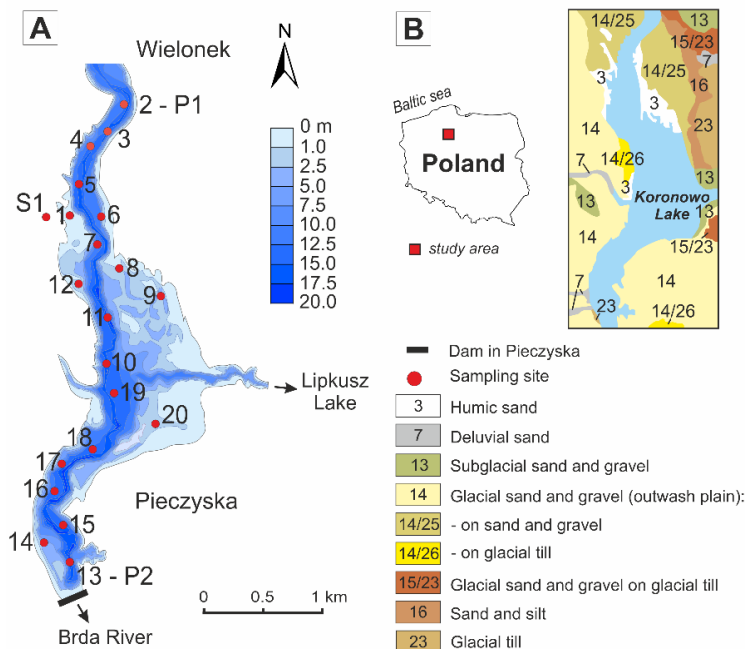 A
Wielonek
N
2 - P1
3
4
5
S1
1
6
7
8
12
9
11
10
19
20
18
17
16
15
14
13 - P2
Lipkusz
Lake
Pieczyska
Brda River
0 m
1.0
2.5
5.0
7.5
10.0
12.5
15.0
17.5
20.0
0 0.5 1 km
B
Baltic sea
Poland
study area
14/25
13
15/23
7
3
14/25
16
3
14
23
14/26
7
3
13
Koronowo
Lake
13
13
14
15/23
7
14
23
14/26
Dam in Pieczyska
Sampling site
3 Humic sand
7 Deluvial sand
13 Subglacial sand and gravel
14 Glacial sand and gravel (outwash plain):
14/25 - on sand and gravel
14/26 - on glacial till
15/23 Glacial sand and gravel on glacial till
16 Sand and silt
23 Glacial till